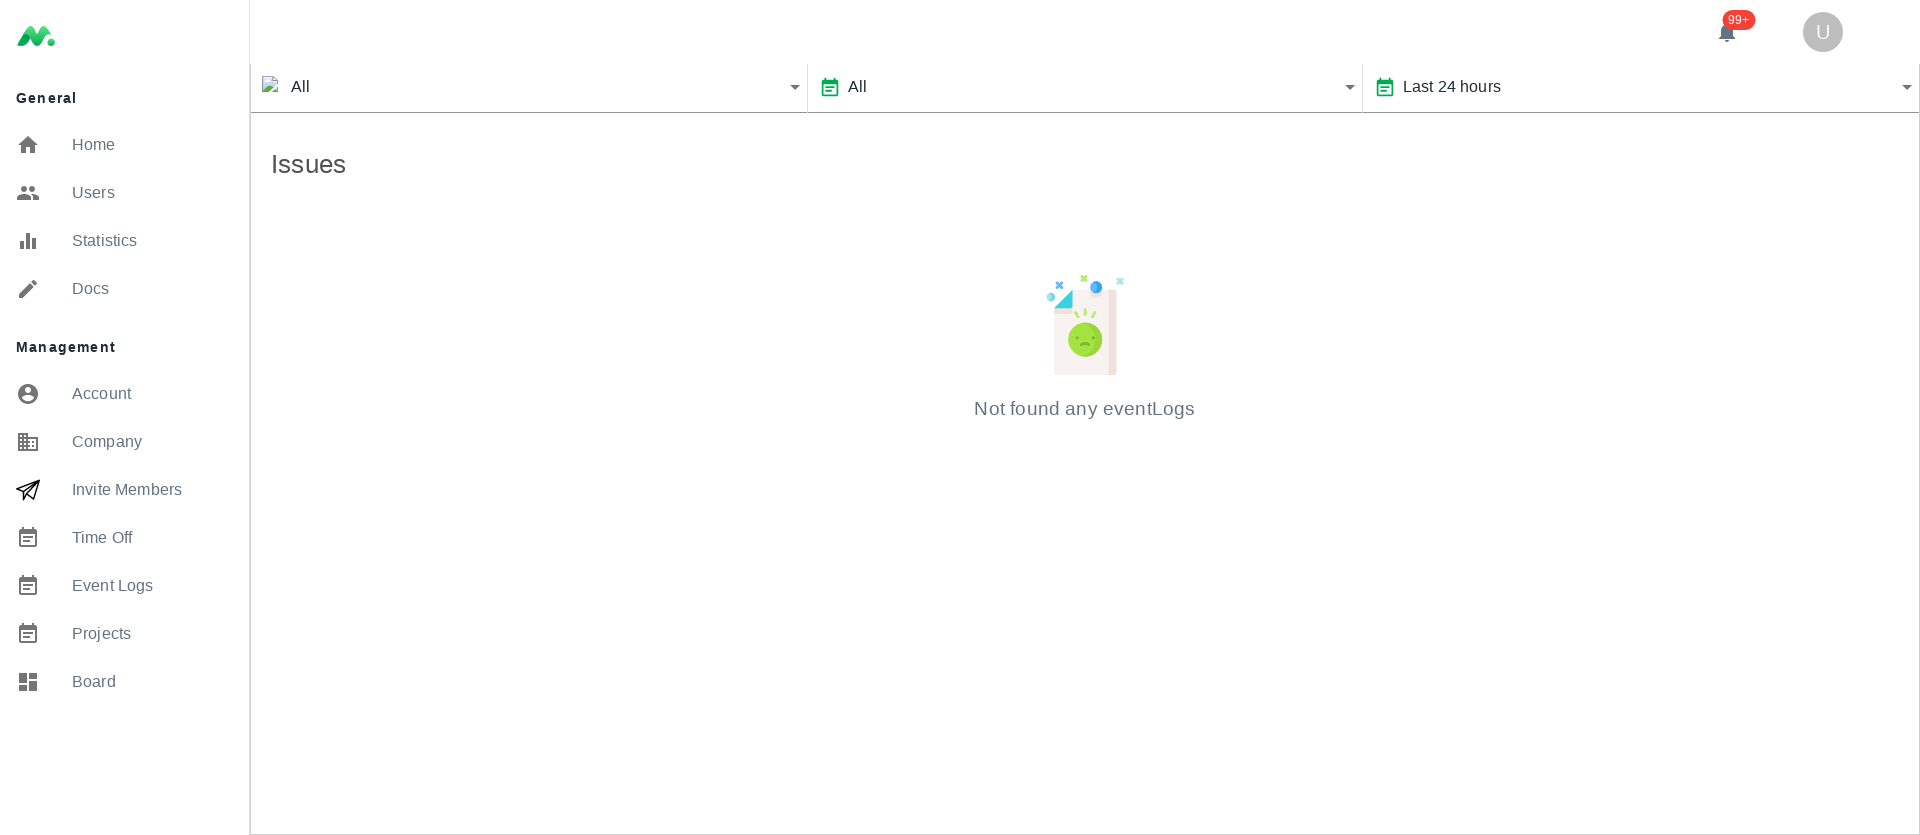 99+
U
General
Home
Users
Statistics
Docs
Management
Account
Company
Invite Members
Time Off
Event Logs
Projects
Board
All
All
Last 24 hours
Issues
Not found any eventLogs